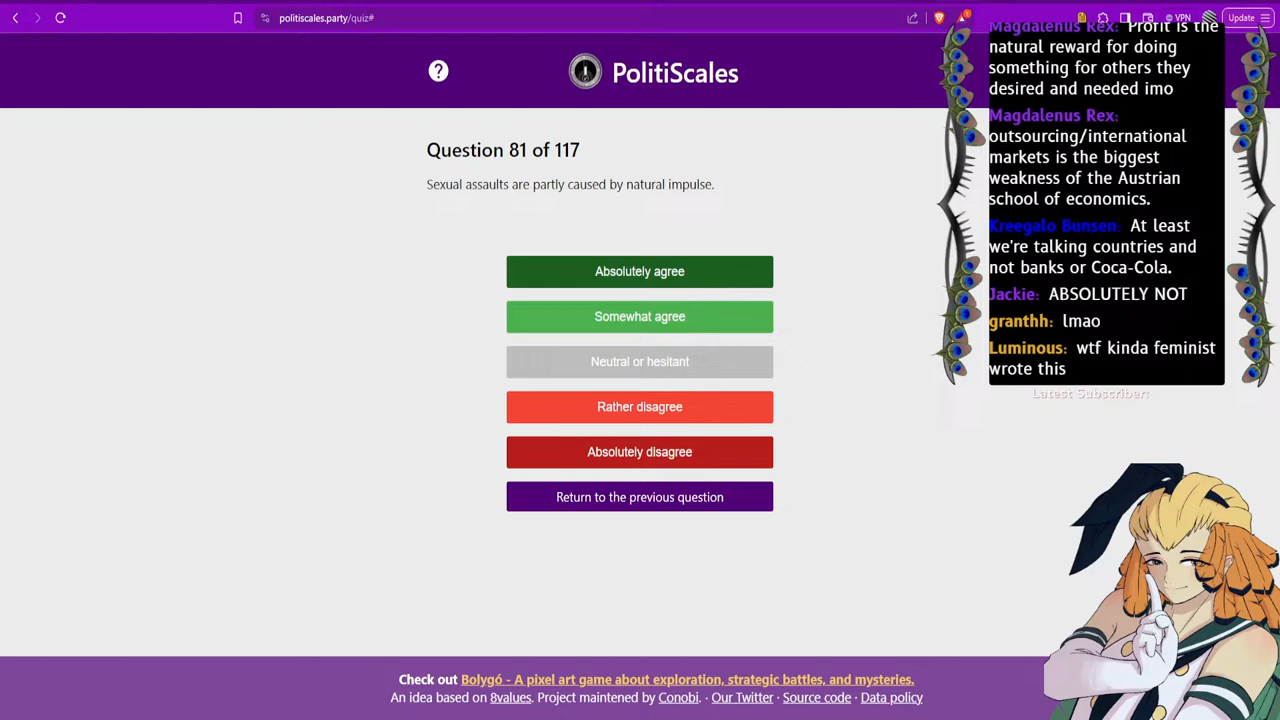 politiscales.party/quiz#
VPN
Update
PolitiScales
Question 81 of 117
Sexual assaults are partly caused by natural impulse.
Absolutely agree
Somewhat agree
Neutral or hesitant
Rather disagree
Absolutely disagree
Return to the previous question
Magdalenus Rex: Profit is the
natural reward for doing
something for others they
desired and needed imo
Magdalenus Rex:
outsourcing/international
markets is the biggest
weakness of the Austrian
school of economics.
Kreegalo Bunsen: At least
we're talking countries and
not banks or Coca-Cola.
Jackie: ABSOLUTELY NOT
granthh: lmao
Luminous: wtf kinda feminist
wrote this
Latest Subscriber:
Check out Bolygó - A pixel art game about exploration, strategic battles, and mysteries.
An idea based on 8values. Project maintened by Conobi. · Our Twitter · Source code · Data policy